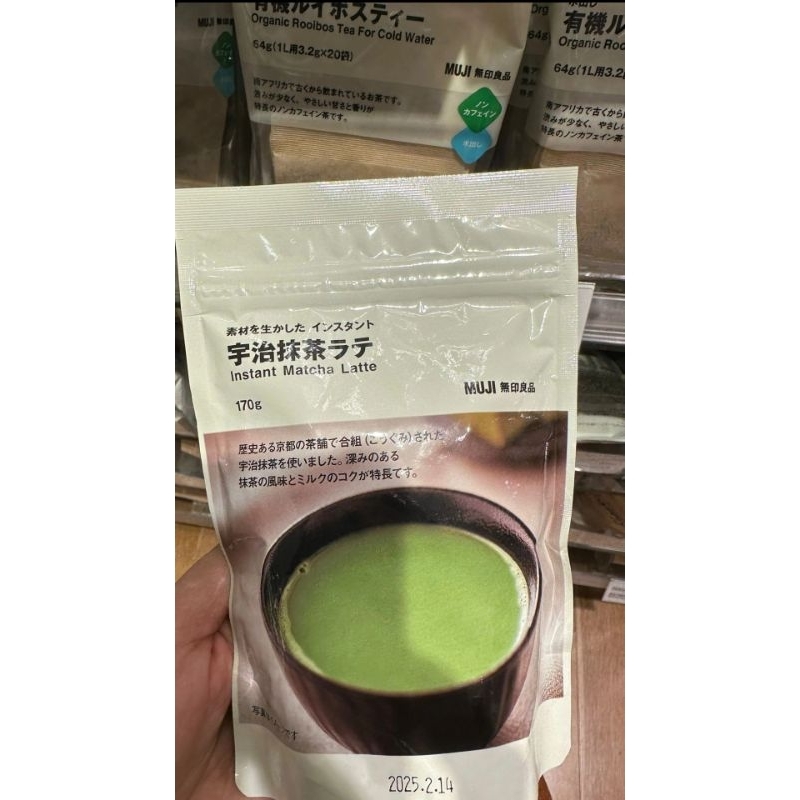 有機ルイボスティー
Organic Rooibos Tea For Cold Water
64g(1L用3.2g×20袋)
MUJI 無印良品
南アフリカで古くから飲まれているお茶です。
渋みが少なく、やさしい甘さと香りが
特長のノンカフェイン茶です。
ノン
カフェイン
水出し
MUJI
水出し
有機ル
Organic Roo
64g(1L用3.2g
南アフリカで古くから
渋みが少なく、やさし
特長のノンカフェイン茶
素材を生かした インスタント
宇治抹茶ラテ
Instant Matcha Latte
170g
MUJI 無印良品
歴史ある京都の茶舗で合組(ごうぐみ)された
宇治抹茶を使いました。深みのある
抹茶の風味とミルクのコクが特長です。
2025.2.14